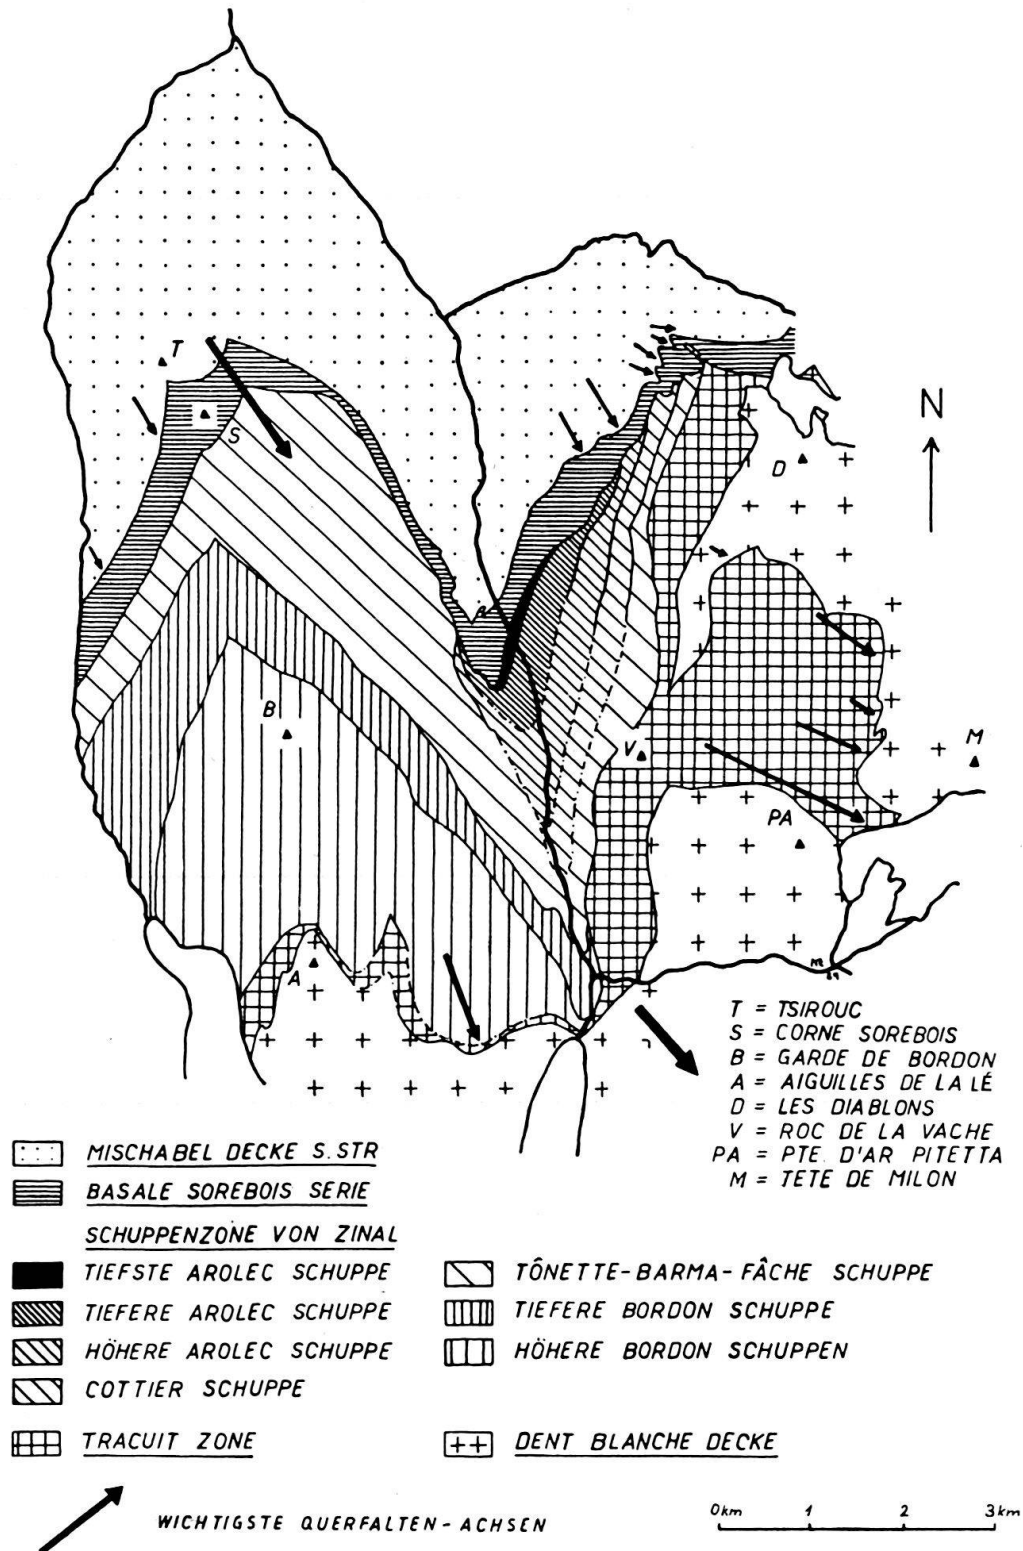 T
S
N
D
B
V
M
PA
A
T = TSIROUC
S = CORNE SOREBOIS
B = GARDE DE BORDON
A = AIGUILLES DE LA LÉ
D = LES DIABLONS
V = ROC DE LA VACHE
PA = PTE. D'AR PITETTA
M = TETE DE MILON
MISCHABEL DECKE S.STR
BASALE SOREBOIS SERIE
SCHUPPENZONE VON ZINAL
TIEFSTE AROLEC SCHUPPE
TIEFERE AROLEC SCHUPPE
HÖHERE AROLEC SCHUPPE
COTTIER SCHUPPE
TRACUIT ZONE
TÔNETTE-BARMA-FÂCHE SCHUPPE
TIEFERE BORDON SCHUPPE
HÖHERE BORDON SCHUPPEN
DENT BLANCHE DECKE
WICHTIGSTE QUERFALTEN-ACHSEN
0km 1 2 3km